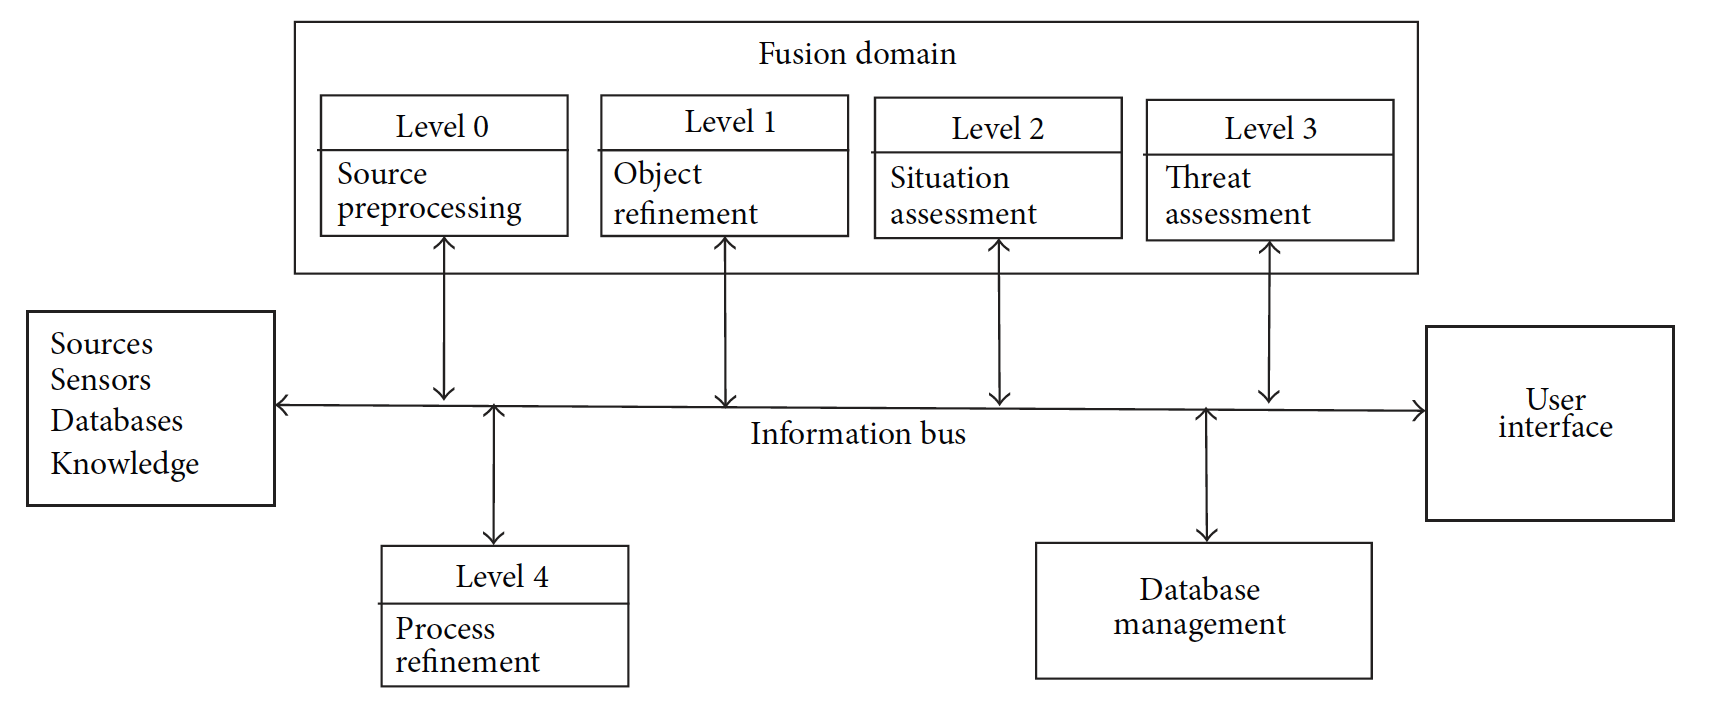 Fusion domain
Level 0
Source
preprocessing
Level 1
Object
refinement
Level 2
Situation
assessment
Level 3
Threat
assessment
Sources
Sensors
Databases
Knowledge
Information bus
User
interface
Level 4
Process
refinement
Database
management